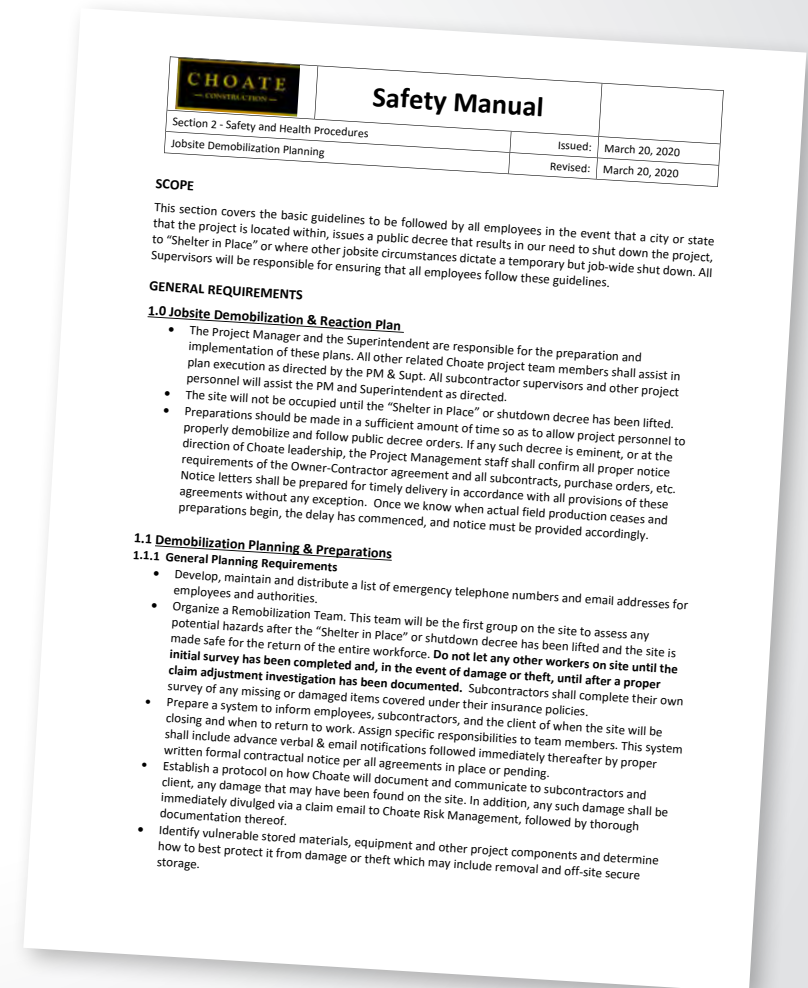 CHOATE
— CONSTRUCTION —
Safety Manual
Section 2 - Safety and Health Procedures
Issued:
March 20, 2020
Jobsite Demobilization Planning
Revised:
March 20, 2020
SCOPE
This section covers the basic guidelines to be followed by all employees in the event that a city or state
that the project is located within, issues a public decree that results in our need to shut down the project,
to “Shelter in Place” or where other jobsite circumstances dictate a temporary but job-wide shut down. All
Supervisors will be responsible for ensuring that all employees follow these guidelines.
GENERAL REQUIREMENTS
1.0 Jobsite Demobilization & Reaction Plan
• The Project Manager and the Superintendent are responsible for the preparation and
implementation of these plans. All other related Choate project team members shall assist in
plan execution as directed by the PM & Supt. All subcontractor supervisors and other project
personnel will assist the PM and Superintendent as directed.
• The site will not be occupied until the “Shelter in Place” or shutdown decree has been lifted.
• Preparations should be made in a sufficient amount of time so as to allow project personnel to
properly demobilize and follow public decree orders. If any such decree is eminent, or at the
direction of Choate leadership, the Project Management staff shall confirm all proper notice
requirements of the Owner-Contractor agreement and all subcontracts, purchase orders, etc.
Notice letters shall be prepared for timely delivery in accordance with all provisions of these
agreements without any exception.  Once we know when actual field production ceases and
preparations begin, the delay has commenced, and notice must be provided accordingly.
1.1 Demobilization Planning & Preparations
1.1.1 General Planning Requirements
• Develop, maintain and distribute a list of emergency telephone numbers and email addresses for
employees and authorities.
• Organize a Remobilization Team. This team will be the first group on the site to assess any
potential hazards after the “Shelter in Place” or shutdown decree has been lifted and the site is
made safe for the return of the entire workforce. Do not let any other workers on site until the
initial survey has been completed and, in the event of damage or theft, until after a proper
claim adjustment investigation has been documented.  Subcontractors shall complete their own
survey of any missing or damaged items covered under their insurance policies.
• Prepare a system to inform employees, subcontractors, and the client of when the site will be
closing and when to return to work. Assign specific responsibilities to team members. This system
shall include advance verbal & email notifications followed immediately thereafter by proper
written formal contractual notice per all agreements in place or pending.
• Establish a protocol on how Choate will document and communicate to subcontractors and
client, any damage that may have been found on the site. In addition, any such damage shall be
immediately divulged via a claim email to Choate Risk Management, followed by thorough
documentation thereof.
• Identify vulnerable stored materials, equipment and other project components and determine
how to best protect it from damage or theft which may include removal and off-site secure
storage.